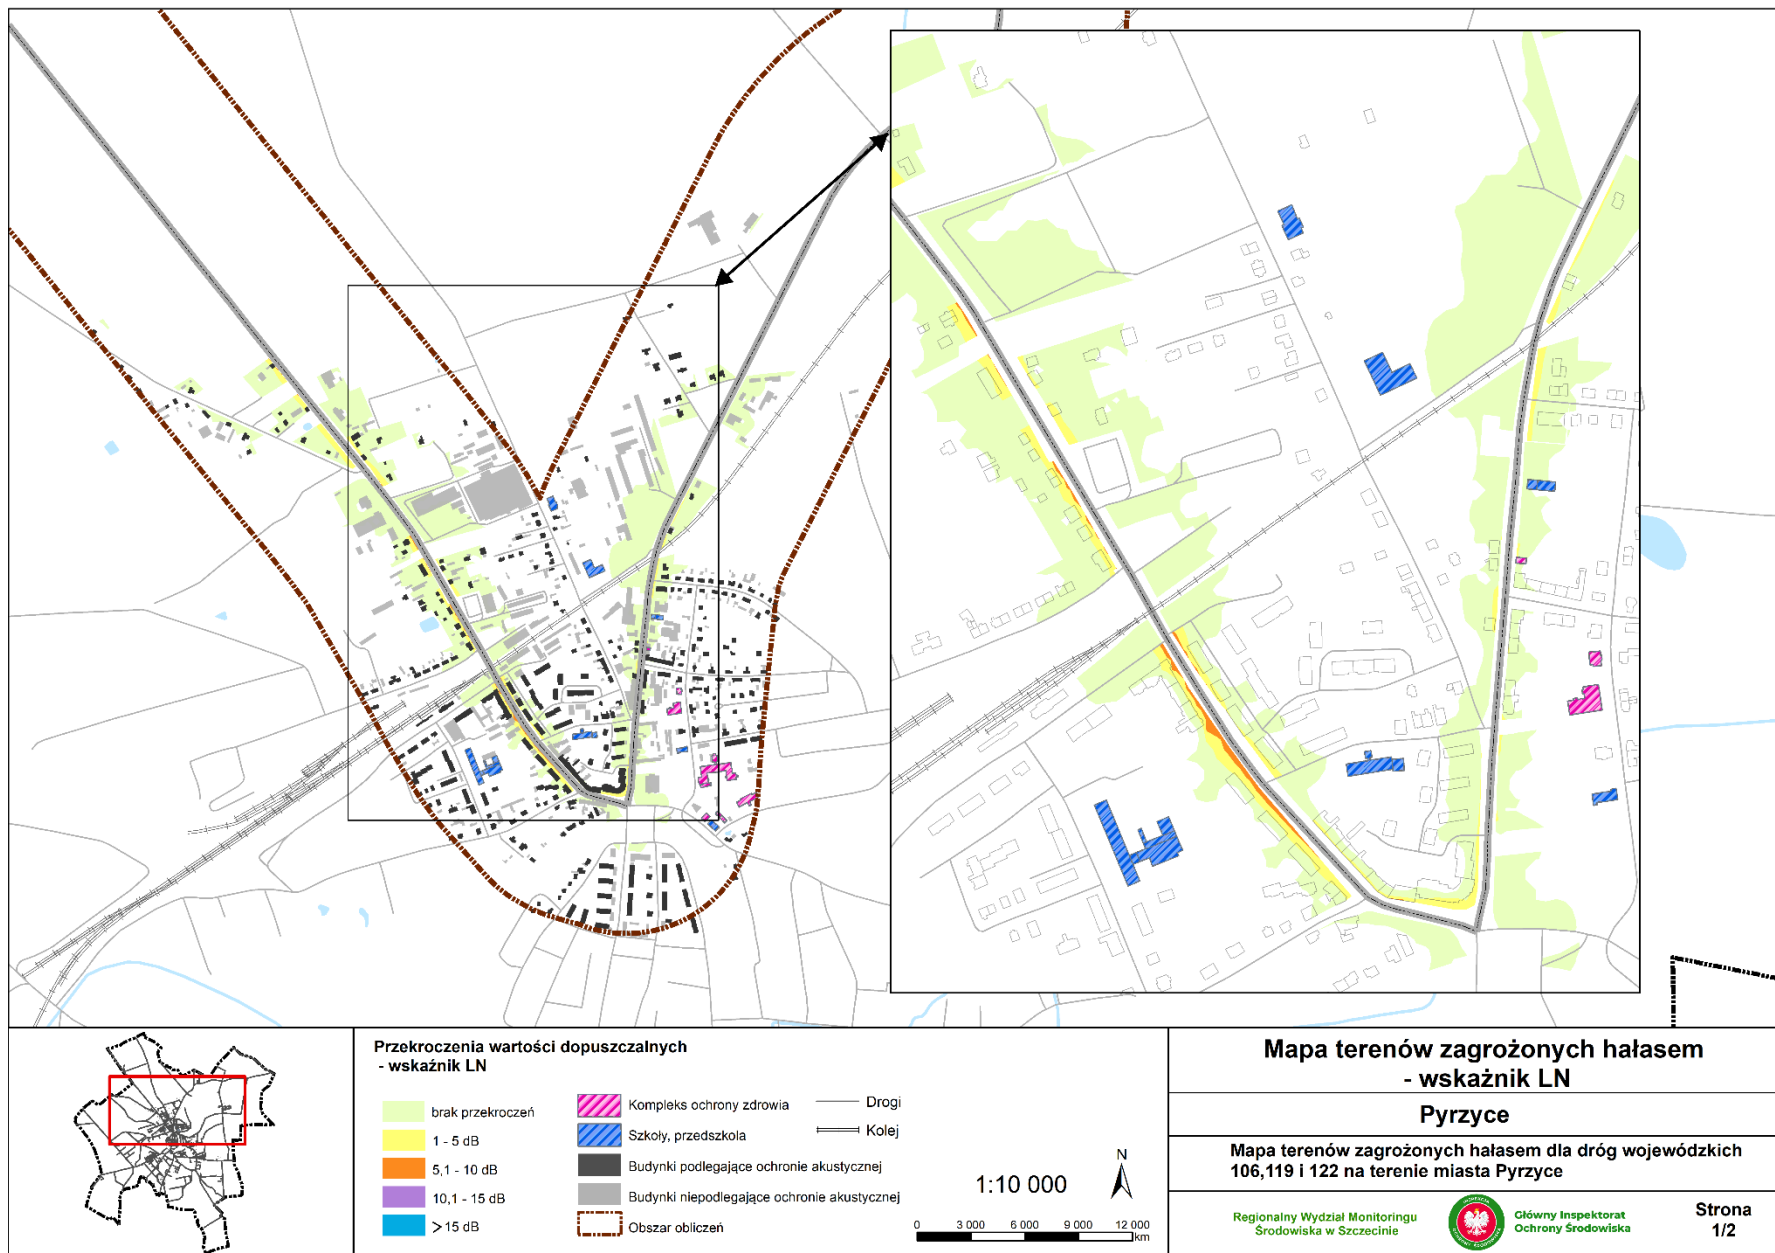 Przekroczenia wartości dopuszczalnych
- wskaźnik LN
brak przekroczeń
1 - 5 dB
5,1 - 10 dB
10,1 - 15 dB
> 15 dB
Kompleks ochrony zdrowia
Szkoły, przedszkola
Budynki podlegające ochronie akustycznej
Budynki niepodlegające ochronie akustycznej
Obszar obliczeń
Drogi
Kolej
1:10 000
N
0 3 000 6 000 9 000 12 000
km
Mapa terenów zagrożonych hałasem
- wskaźnik LN
Pyrzyce
Mapa terenów zagrożonych hałasem dla dróg wojewódzkich
106,119 i 122 na terenie miasta Pyrzyce
Regionalny Wydział Monitoringu
Środowiska w Szczecinie
Główny Inspektorat
Ochrony Środowiska
Strona
1/2